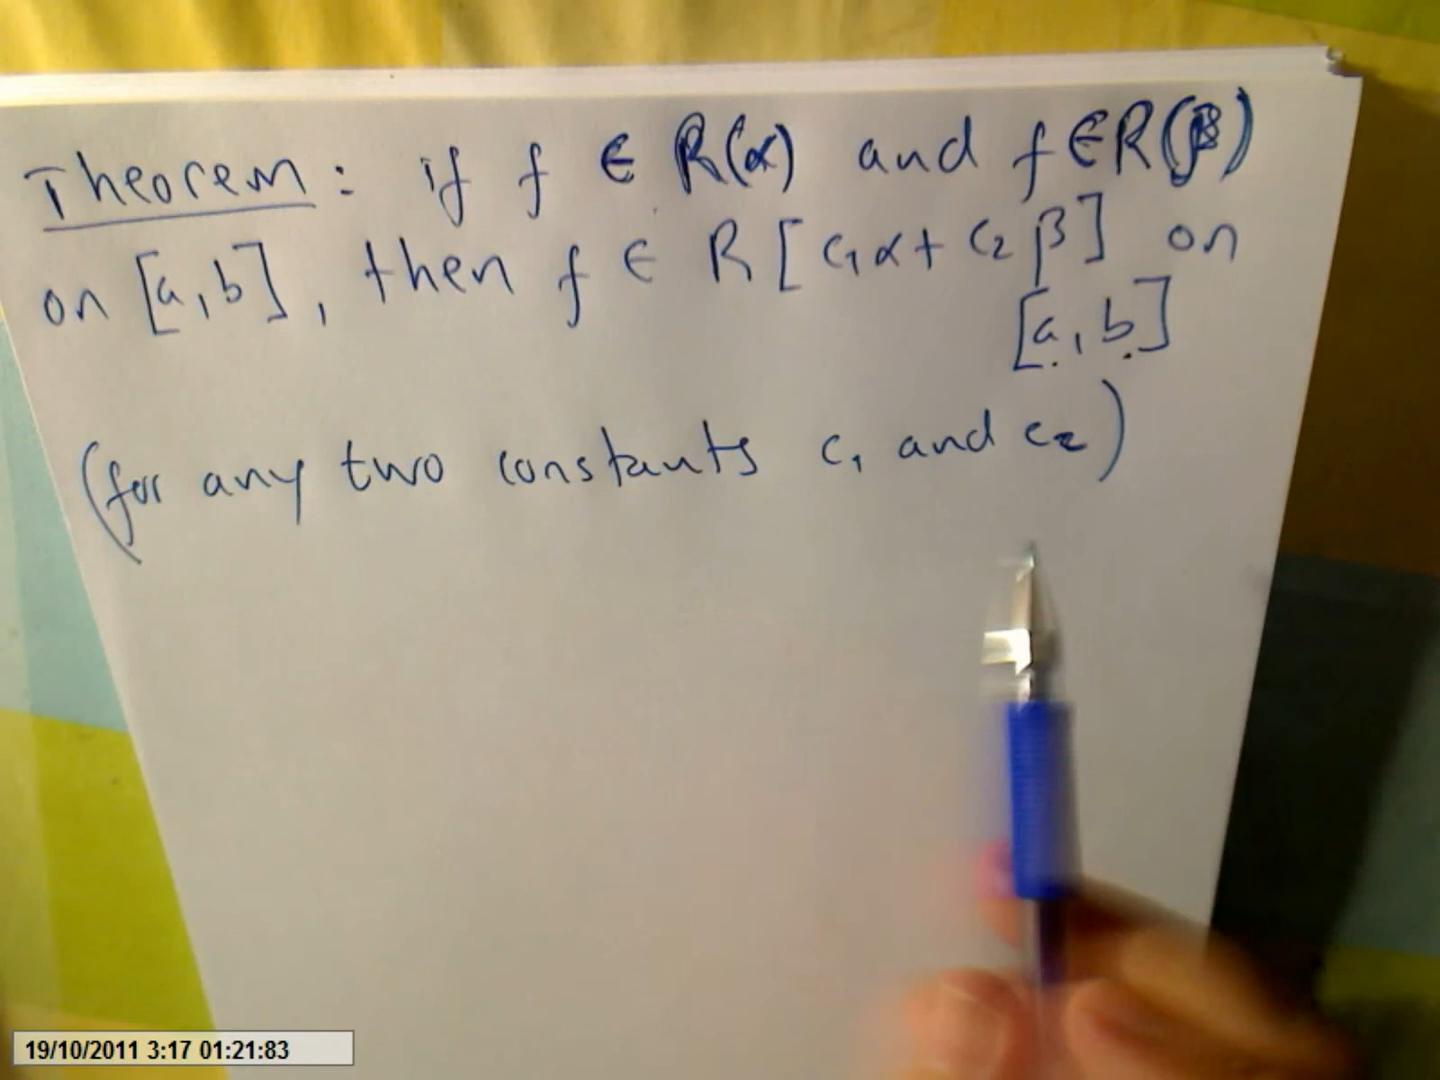 Theorem: if f ∈ R(α) and f ∈ R(β)
on [a,b], then f ∈ R[c₁α + c₂β] on
[a,b]
(for any two constants c₁ and c₂)
19/10/2011 3:17 01:21:83